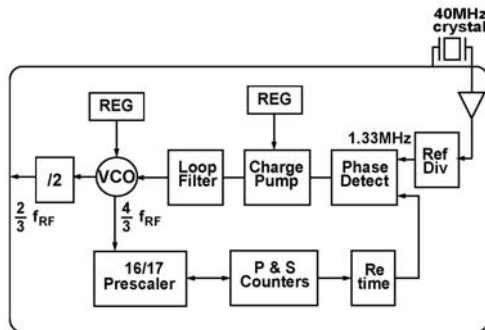 40MHz
crystal
REG
REG
1.33MHz
/2
VCO
Loop
Filter
Charge
Pump
Phase
Detect
Ref
Div
2/3 fRF
4/3 fRF
16/17
Prescaler
P & S
Counters
Re
time